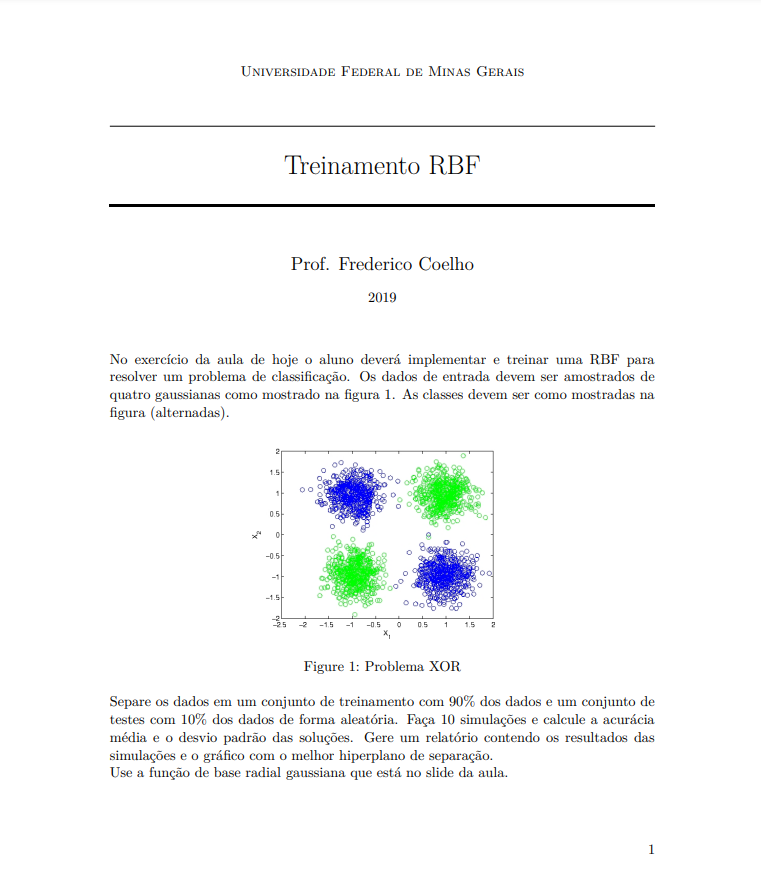 Universidade Federal de Minas Gerais
Treinamento RBF
Prof. Frederico Coelho
2019
No exercício da aula de hoje o aluno deverá implementar e treinar uma RBF para
resolver um problema de classificação. Os dados de entrada devem ser amostrados de
quatro gaussianas como mostrado na figura 1. As classes devem ser como mostradas na
figura (alternadas).
2
1.5
1
0.5
0
−0.5
−1
−1.5
−2
x2
−2.5 −2 −1.5 −1 −0.5 0 0.5 1 1.5 2
x1
Figure 1: Problema XOR
Separe os dados em um conjunto de treinamento com 90% dos dados e um conjunto de
testes com 10% dos dados de forma aleatória. Faça 10 simulações e calcule a acurácia
média e o desvio padrão das soluções. Gere um relatório contendo os resultados das
simulações e o gráfico com o melhor hiperplano de separação.
Use a função de base radial gaussiana que está no slide da aula.
1